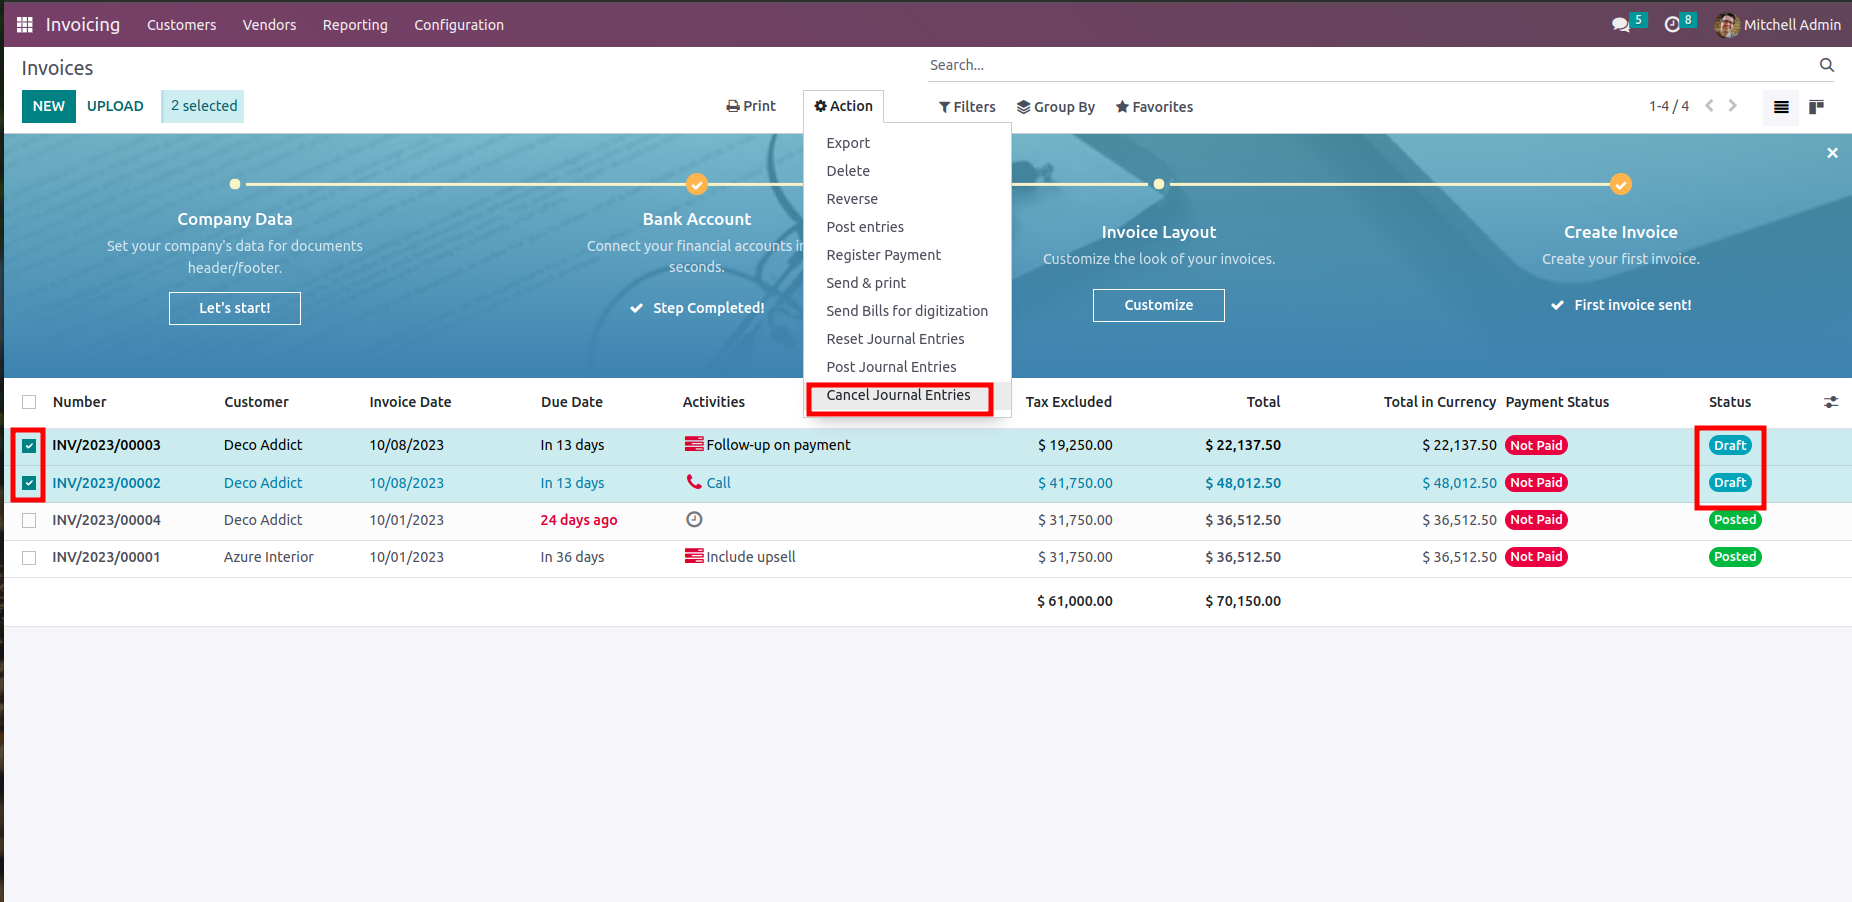 Invoicing Customers Vendors Reporting Configuration 5 8 Mitchell Admin
Invoices
Search...
NEW UPLOAD 2 selected Print Action Filters Group By Favorites 1-4 / 4
Export
Delete
Reverse
Post entries
Register Payment
Send & print
Send Bills for digitization
Reset Journal Entries
Post Journal Entries
Cancel Journal Entries
Company Data
Set your company's data for documents
header/footer.
Let's start!
Bank Account
Connect your financial accounts in
seconds.
Step Completed!
Invoice Layout
Customize the look of your invoices.
Customize
Create Invoice
Create your first invoice.
First invoice sent!
Number Customer Invoice Date Due Date Activities Tax Excluded Total Total in Currency Payment Status Status
INV/2023/00003 Deco Addict 10/08/2023 In 13 days Follow-up on payment $ 19,250.00 $ 22,137.50 $ 22,137.50 Not Paid Draft
INV/2023/00002 Deco Addict 10/08/2023 In 13 days Call $ 41,750.00 $ 48,012.50 $ 48,012.50 Not Paid Draft
INV/2023/00004 Deco Addict 10/01/2023 24 days ago $ 31,750.00 $ 36,512.50 $ 36,512.50 Not Paid Posted
INV/2023/00001 Azure Interior 10/01/2023 In 36 days Include upsell $ 31,750.00 $ 36,512.50 $ 36,512.50 Not Paid Posted
$ 61,000.00 $ 70,150.00